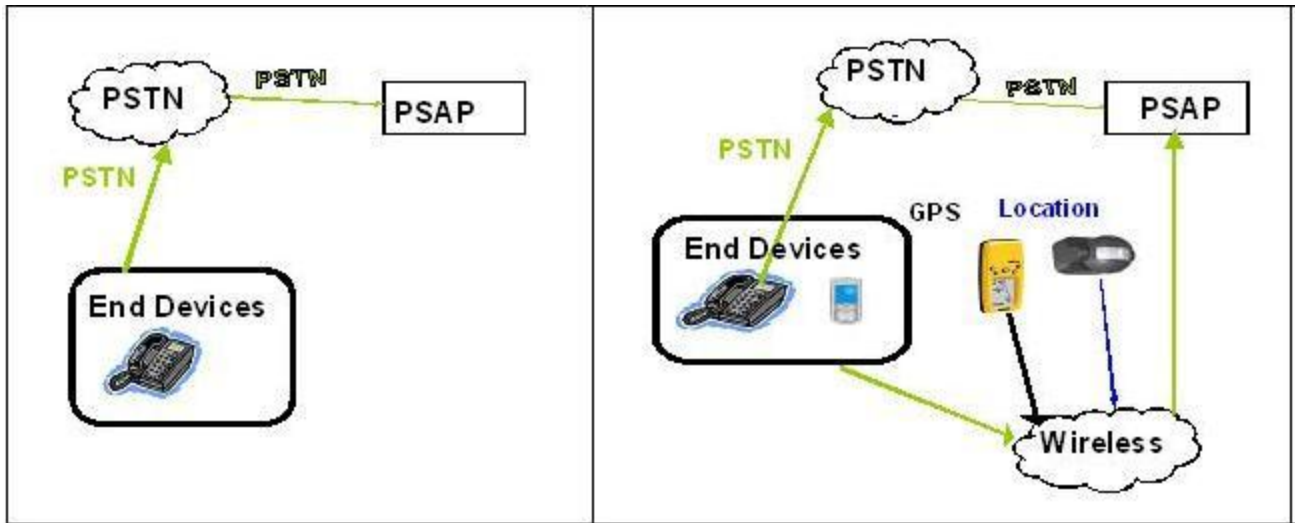 PSTN
PSTN
PSAP
PSTN
End Devices
PSTN
PSTN
PSAP
PSTN
GPS
Location
End Devices
Wireless